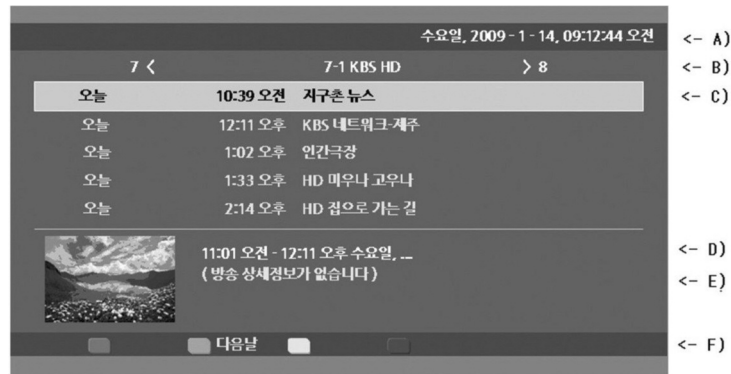 수요일, 2009 - 1 - 14, 09:12:44 오전 <- A)
7 < 7-1 KBS HD > 8 <- B)
오늘 10:39 오전 지구촌 뉴스 <- C)
오늘 12:11 오후 KBS 네트워크-제주
오늘 1:02 오후 인간극장
오늘 1:33 오후 HD 미우나 고우나
오늘 2:14 오후 HD 집으로 가는 길
11:01 오전 - 12:11 오후 수요일, ... <- D)
( 방송 상세정보가 없습니다 ) <- E)
다음날 <- F)